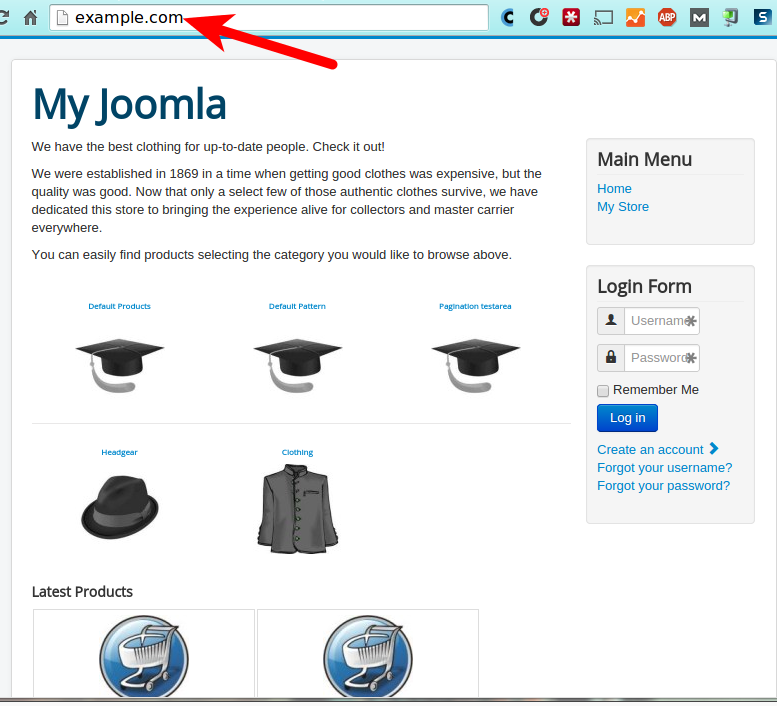 example.com
ABP
M
S
My Joomla
We have the best clothing for up-to-date people. Check it out!
We were established in 1869 in a time when getting good clothes was expensive, but the
quality was good. Now that only a select few of those authentic clothes survive, we have
dedicated this store to bringing the experience alive for collectors and master carrier
everywhere.
You can easily find products selecting the category you would like to browse above.
Default Products
Default Pattern
Pagination testarea
Headgear
Clothing
Latest Products
Main Menu
Home
My Store
Login Form
Username
Password
Remember Me
Log in
Create an account
Forgot your username?
Forgot your password?